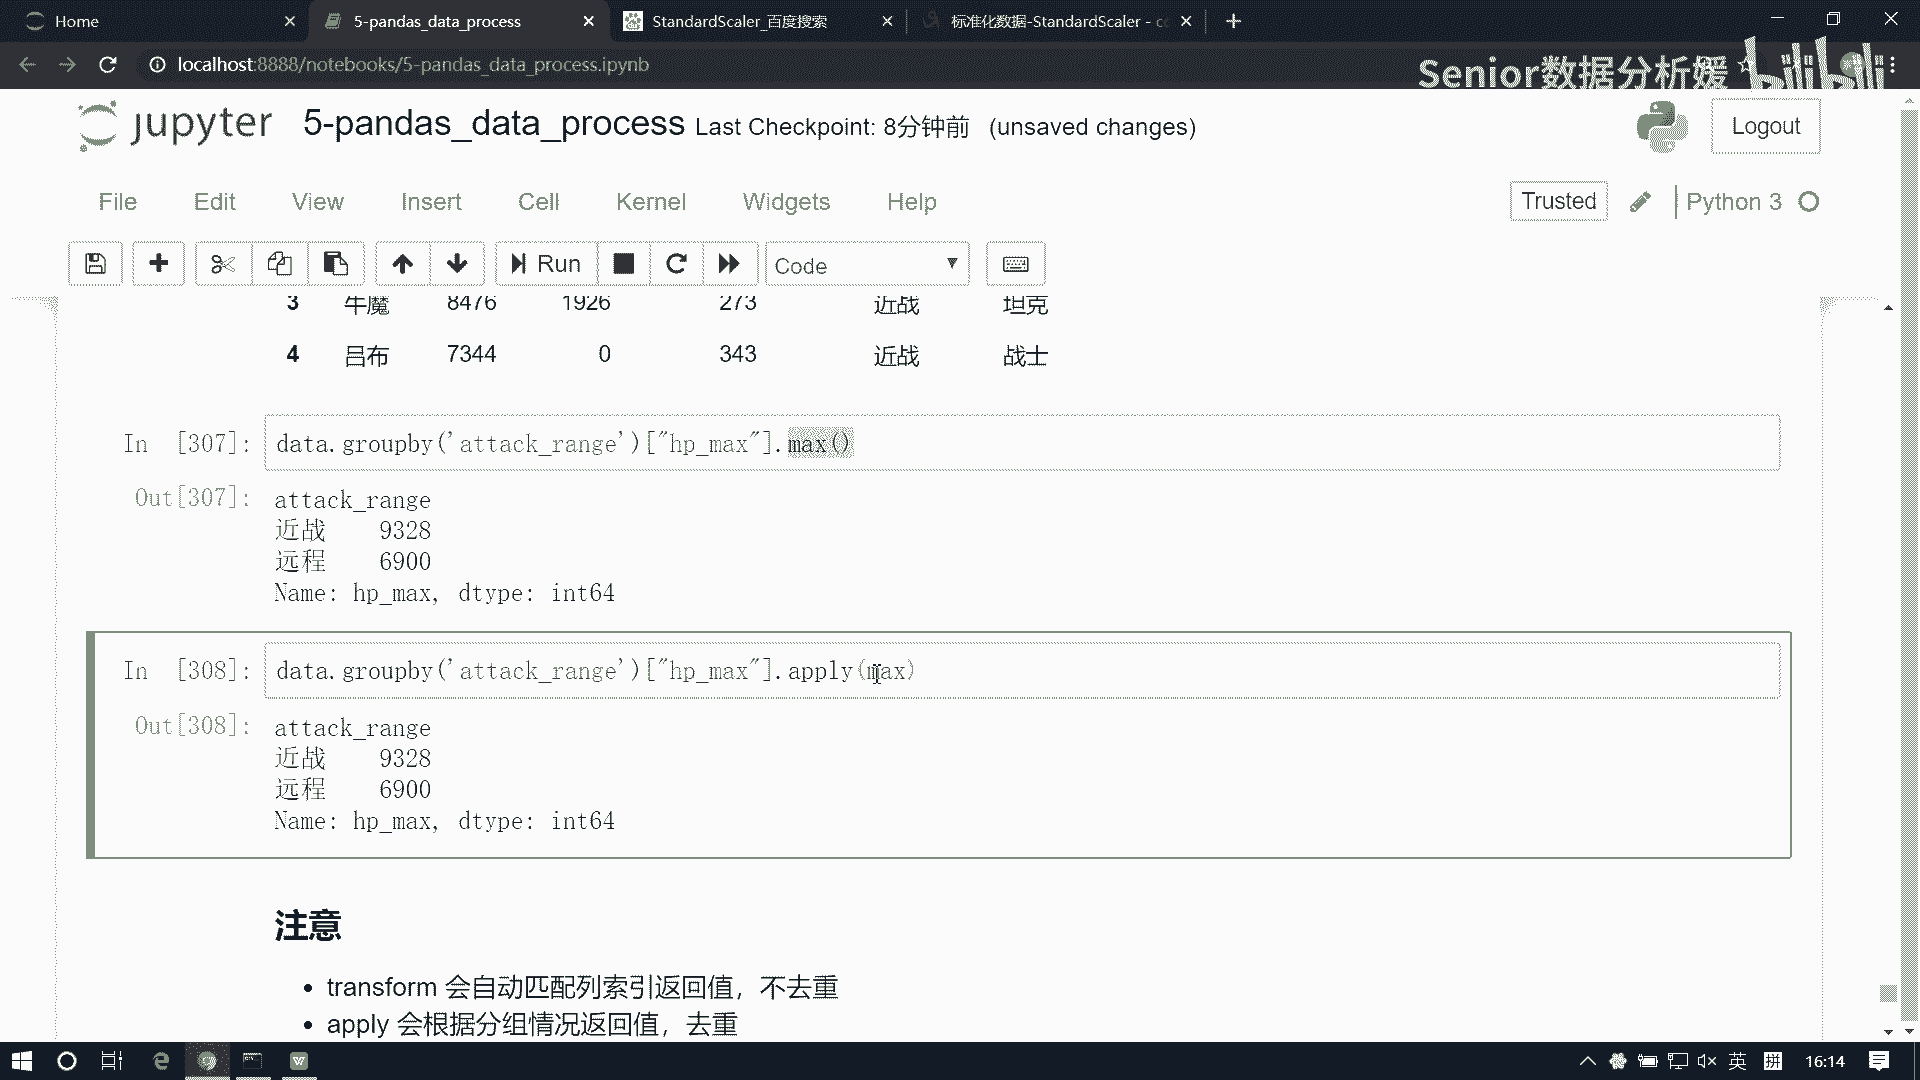 Home
5-pandas_data_process
StandardScaler_百度搜索
标准化数据-StandardScaler - c
localhost:8888/notebooks/5-pandas_data_process.ipynb
Senior数据分析媛
bilibili
jupyter
5-pandas_data_process Last Checkpoint: 8分钟前 (unsaved changes)
Logout
File Edit View Insert Cell Kernel Widgets Help
Trusted
Python 3
Run
Code
3 牛魔 8476 1926 273 近战 坦克
4 吕布 7344 0 343 近战 战士
In [307]: data.groupby('attack_range')["hp_max"].max()
Out[307]: attack_range
近战 9328
远程 6900
Name: hp_max, dtype: int64
In [308]: data.groupby('attack_range')["hp_max"].apply(max)
Out[308]: attack_range
近战 9328
远程 6900
Name: hp_max, dtype: int64
注意
• transform 会自动匹配列索引返回值，不去重
• apply 会根据分组情况返回值，去重
英
拼
16:14